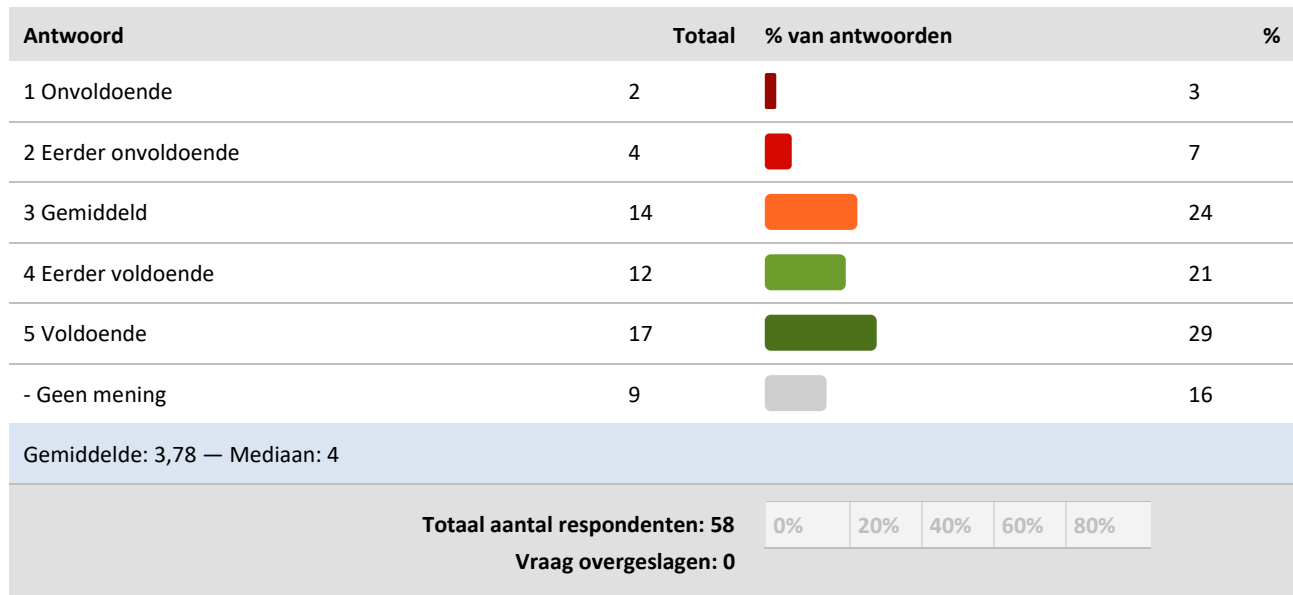 Antwoord Totaal % van antwoorden %
1 Onvoldoende 2 3
2 Eerder onvoldoende 4 7
3 Gemiddeld 14 24
4 Eerder voldoende 12 21
5 Voldoende 17 29
- Geen mening 9 16
Gemiddelde: 3,78 — Mediaan: 4
Totaal aantal respondenten: 58 0% 20% 40% 60% 80%
Vraag overgeslagen: 0